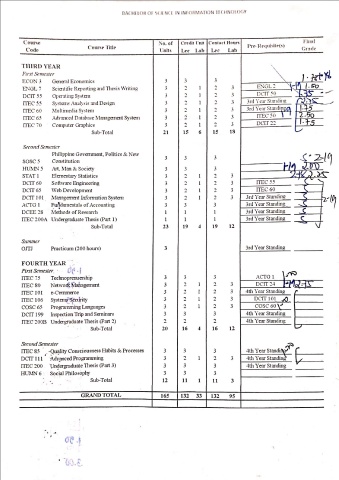 BACHELOR OF SCIENCE IN INFORMATION TECHNOLOGY
Course Code Course Title No. of Units Credit Unit Lec Lab Contact Hours Lec Lab Pre-Requisite(s) Final Grade
THIRD YEAR
First Semester
ECON 3 General Economics 3 3 3
ENGL 7 Scientific Reporting and Thesis Writing 3 2 1 2 3 ENGL 2 1.50
DCIT 55 Operating System 3 2 1 2 3 DCIT 50
ITEC 55 Systems Analysis and Design 3 2 1 2 3 3rd Year Standing 2.75
ITEC 60 Multimedia System 3 2 1 2 3 3rd Year Standing 1.75
ITEC 65 Advanced Database Management System 3 2 1 2 3 ITEC 50 2.50
ITEC 70 Computer Graphics 3 2 1 2 3 DCIT 22 1.75
Sub-Total 21 15 6 15 18
Second Semester
Philippine Government, Politics & New
SOSC 5 Constitution 3 3 3
HUMN 5 Art, Man & Society 3 3 3 2.00
STAT 1 Elementary Statistics 3 2 1 2 3 2.25
DCIT 60 Software Engineering 3 2 1 2 3 ITEC 55
DCIT 65 Web Development 3 2 1 2 3 ITEC 60
DCIT 101 Management Information System 3 2 1 2 3 3rd Year Standing
ACTO 1 Fundamentals of Accounting 3 3 3 3rd Year Standing
DCEE 28 Methods of Research 1 1 1 3rd Year Standing
ITEC 200A Undergraduate Thesis (Part 1) 1 1 1 3rd Year Standing
Sub-Total 23 19 4 19 12
Summer
OJTJ Practicum (200 hours) 3 3rd Year Standing
FOURTH YEAR
First Semester
ITEC 75 Technopreneurship 3 3 3 ACTO 1
ITEC 80 Network Management 3 2 1 2 3 DCIT 24
ITEC 101 e-Commerce 3 2 1 2 3 4th Year Standing
ITEC 106 System Security 3 2 1 2 3 DCIT 101
COSC 65 Programming Languages 3 2 1 2 3 COSC 60
DCIT 199 Inspection Trip and Seminars 3 3 3 4th Year Standing
ITEC 200B Undergraduate Thesis (Part 2) 2 2 2 4th Year Standing
Sub-Total 20 16 4 16 12
Second Semester
ITEC 85 Quality Consciousness Habits & Processes 3 3 3 4th Year Standing
DCIT 111 Advanced Programming 3 2 1 2 3 4th Year Standing
ITEC 200 Undergraduate Thesis (Part 3) 3 3 3 4th Year Standing
HUMN 6 Social Philosophy 3 3 3
Sub-Total 12 11 1 11 3
GRAND TOTAL 165 132 33 132 95